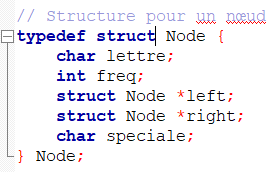 // Structure pour un nœud
typedef struct Node {
    char lettre;
    int freq;
    struct Node *left;
    struct Node *right;
    char speciale;
} Node;